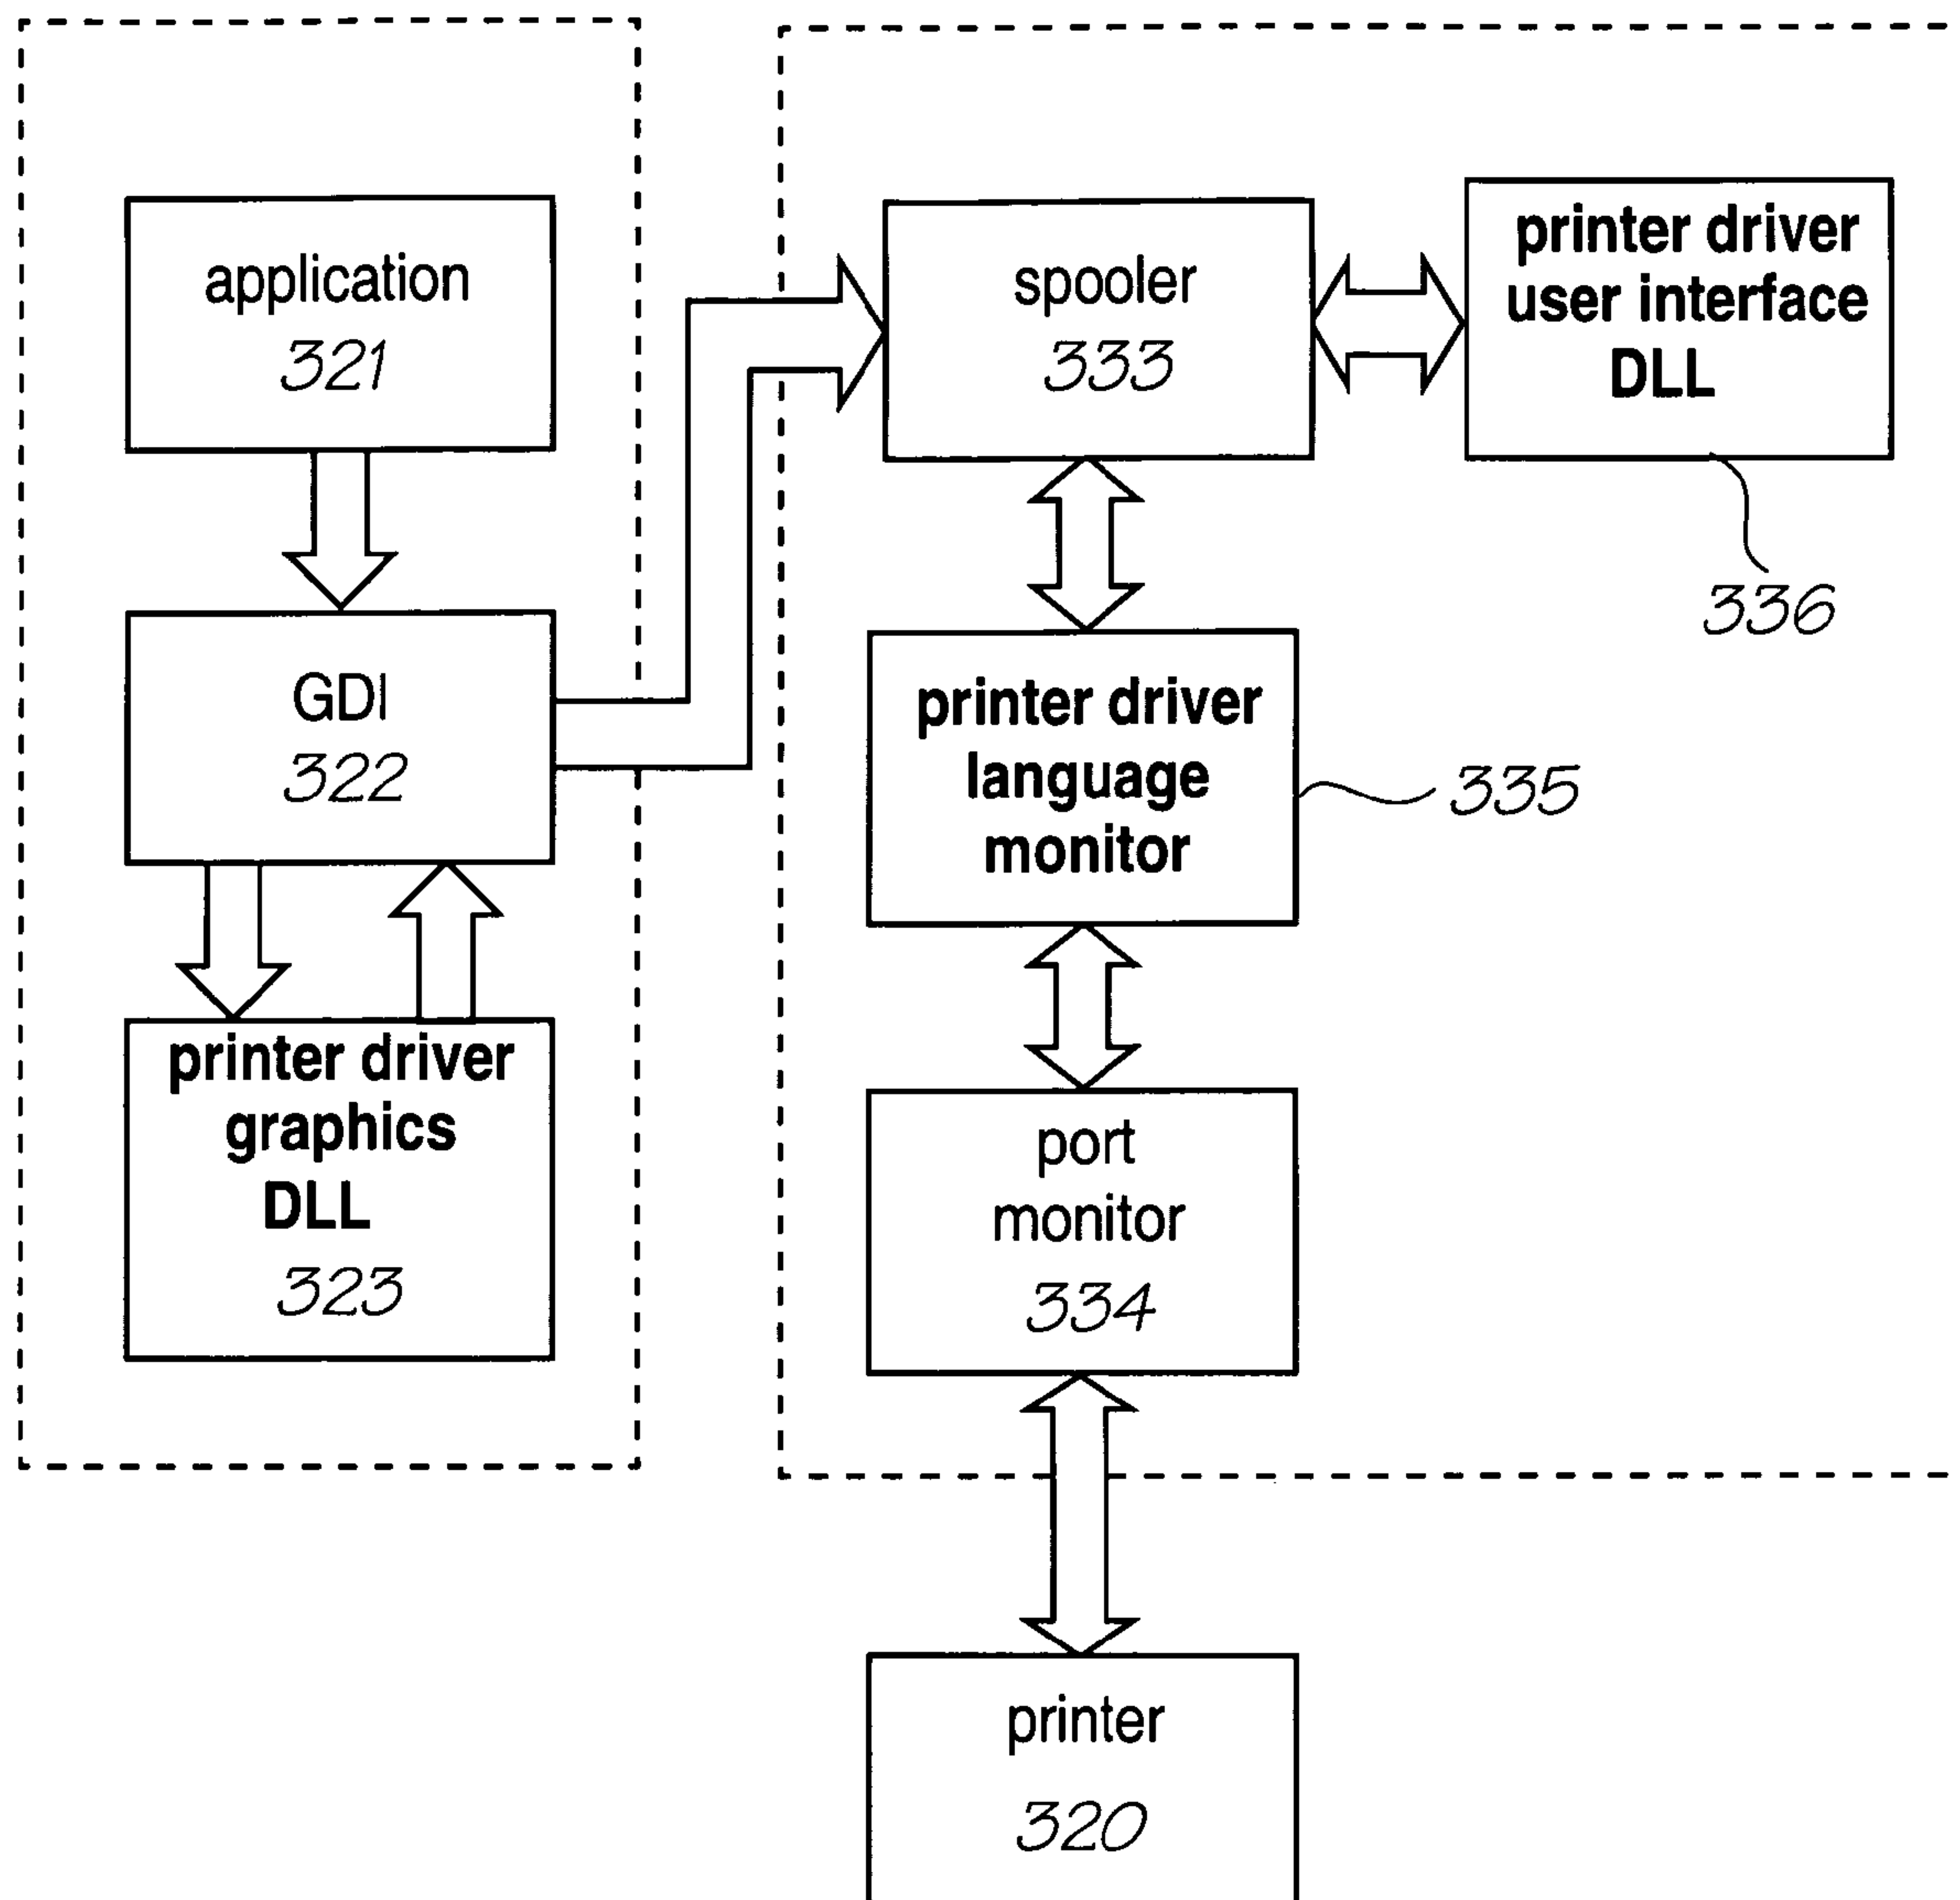 application
321
GDI
322
printer driver
graphics
DLL
323
spooler
333
printer driver
user interface
DLL
336
printer driver
language
monitor
335
port
monitor
334
printer
320